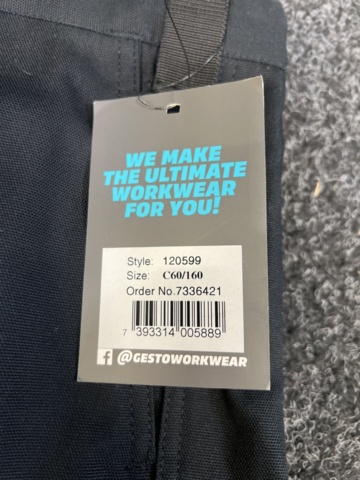 WE MAKE
THE ULTIMATE
WORKWEAR
FOR YOU!
Style: 120599
Size: C60/160
Order No.7336421
7 393314 005889
f @GESTOWORKWEAR